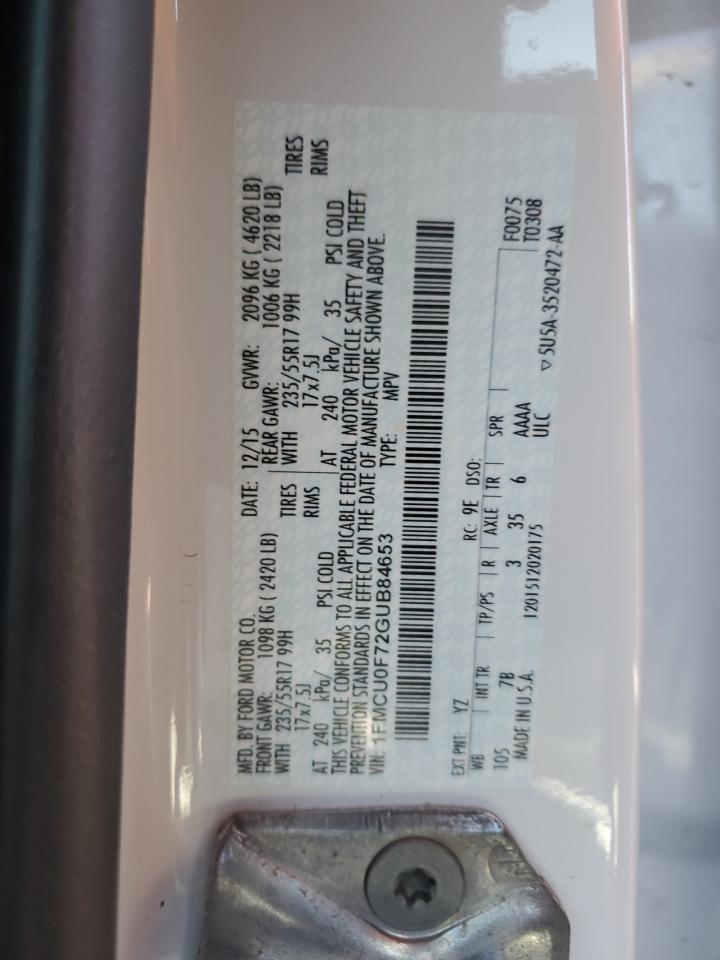 MFD. BY FORD MOTOR CO.
DATE: 12/15 GVWR: 2096 KG ( 4620 LB)
FRONT GAWR: 1098 KG ( 2420 LB) REAR GAWR: 1006 KG ( 2218 LB)
WITH 235/55R17 99H TIRES WITH 235/55R17 99H TIRES
17x7.5J RIMS 17x7.5J RIMS
AT 240 kPa/ 35 PSI COLD AT 240 kPa/ 35 PSI COLD
THIS VEHICLE CONFORMS TO ALL APPLICABLE FEDERAL MOTOR VEHICLE SAFETY AND THEFT
PREVENTION STANDARDS IN EFFECT ON THE DATE OF MANUFACTURE SHOWN ABOVE.
VIN: 1FMCU0F72GUB84653 TYPE: MPV
EXT PNT: YZ RC: 9E DSO:
WB INT TR TP/PS R AXLE TR SPR F0075
105 7B 3 35 6 AAAA T0308
ULC
MADE IN U.S.A. 1201512020175 ▽ 5U5A-3520472-AA